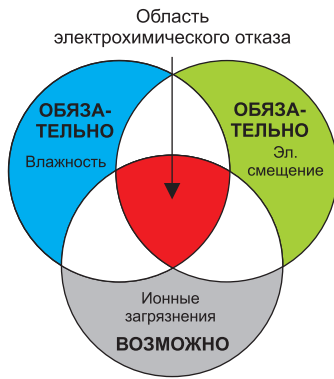 Область
электрохимического отказа
ОБЯЗА-
ТЕЛЬНО
Влажность
ОБЯЗА-
ТЕЛЬНО
Эл.
смещение
Ионные
загрязнения
ВОЗМОЖНО